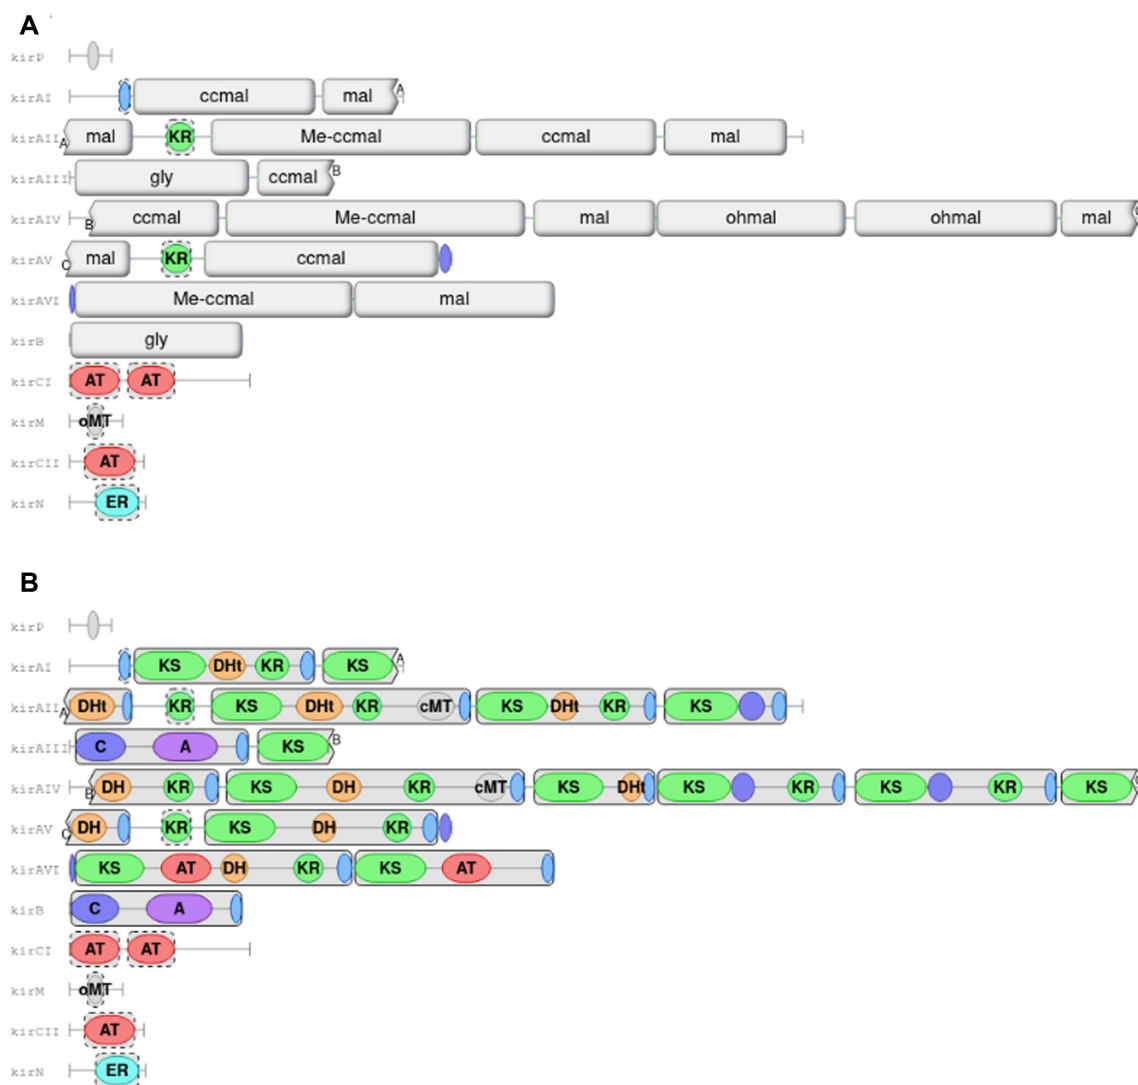 A
kirP
kirAI ccmal mal A
kirAII A mal KR Me-ccmal ccmal mal
kirAIII gly ccmal B
kirAIV B ccmal Me-ccmal mal ohmal ohmal mal C
kirAV C mal KR ccmal
kirAVI Me-ccmal mal
kirB gly
kirCI AT AT
kirM oMT
kirCII AT
kirN ER
B
kirP
kirAI KS DHt KR KS A
kirAII A DHt KR KS DHt KR cMT KS DHt KR KS
kirAIII C A KS B
kirAIV B DH KR KS DH KR cMT KS DHt KS KR KS KR KS C
kirAV C DH KR KS DH KR
kirAVI KS AT DH KR KS AT
kirB C A
kirCI AT AT
kirM oMT
kirCII AT
kirN ER